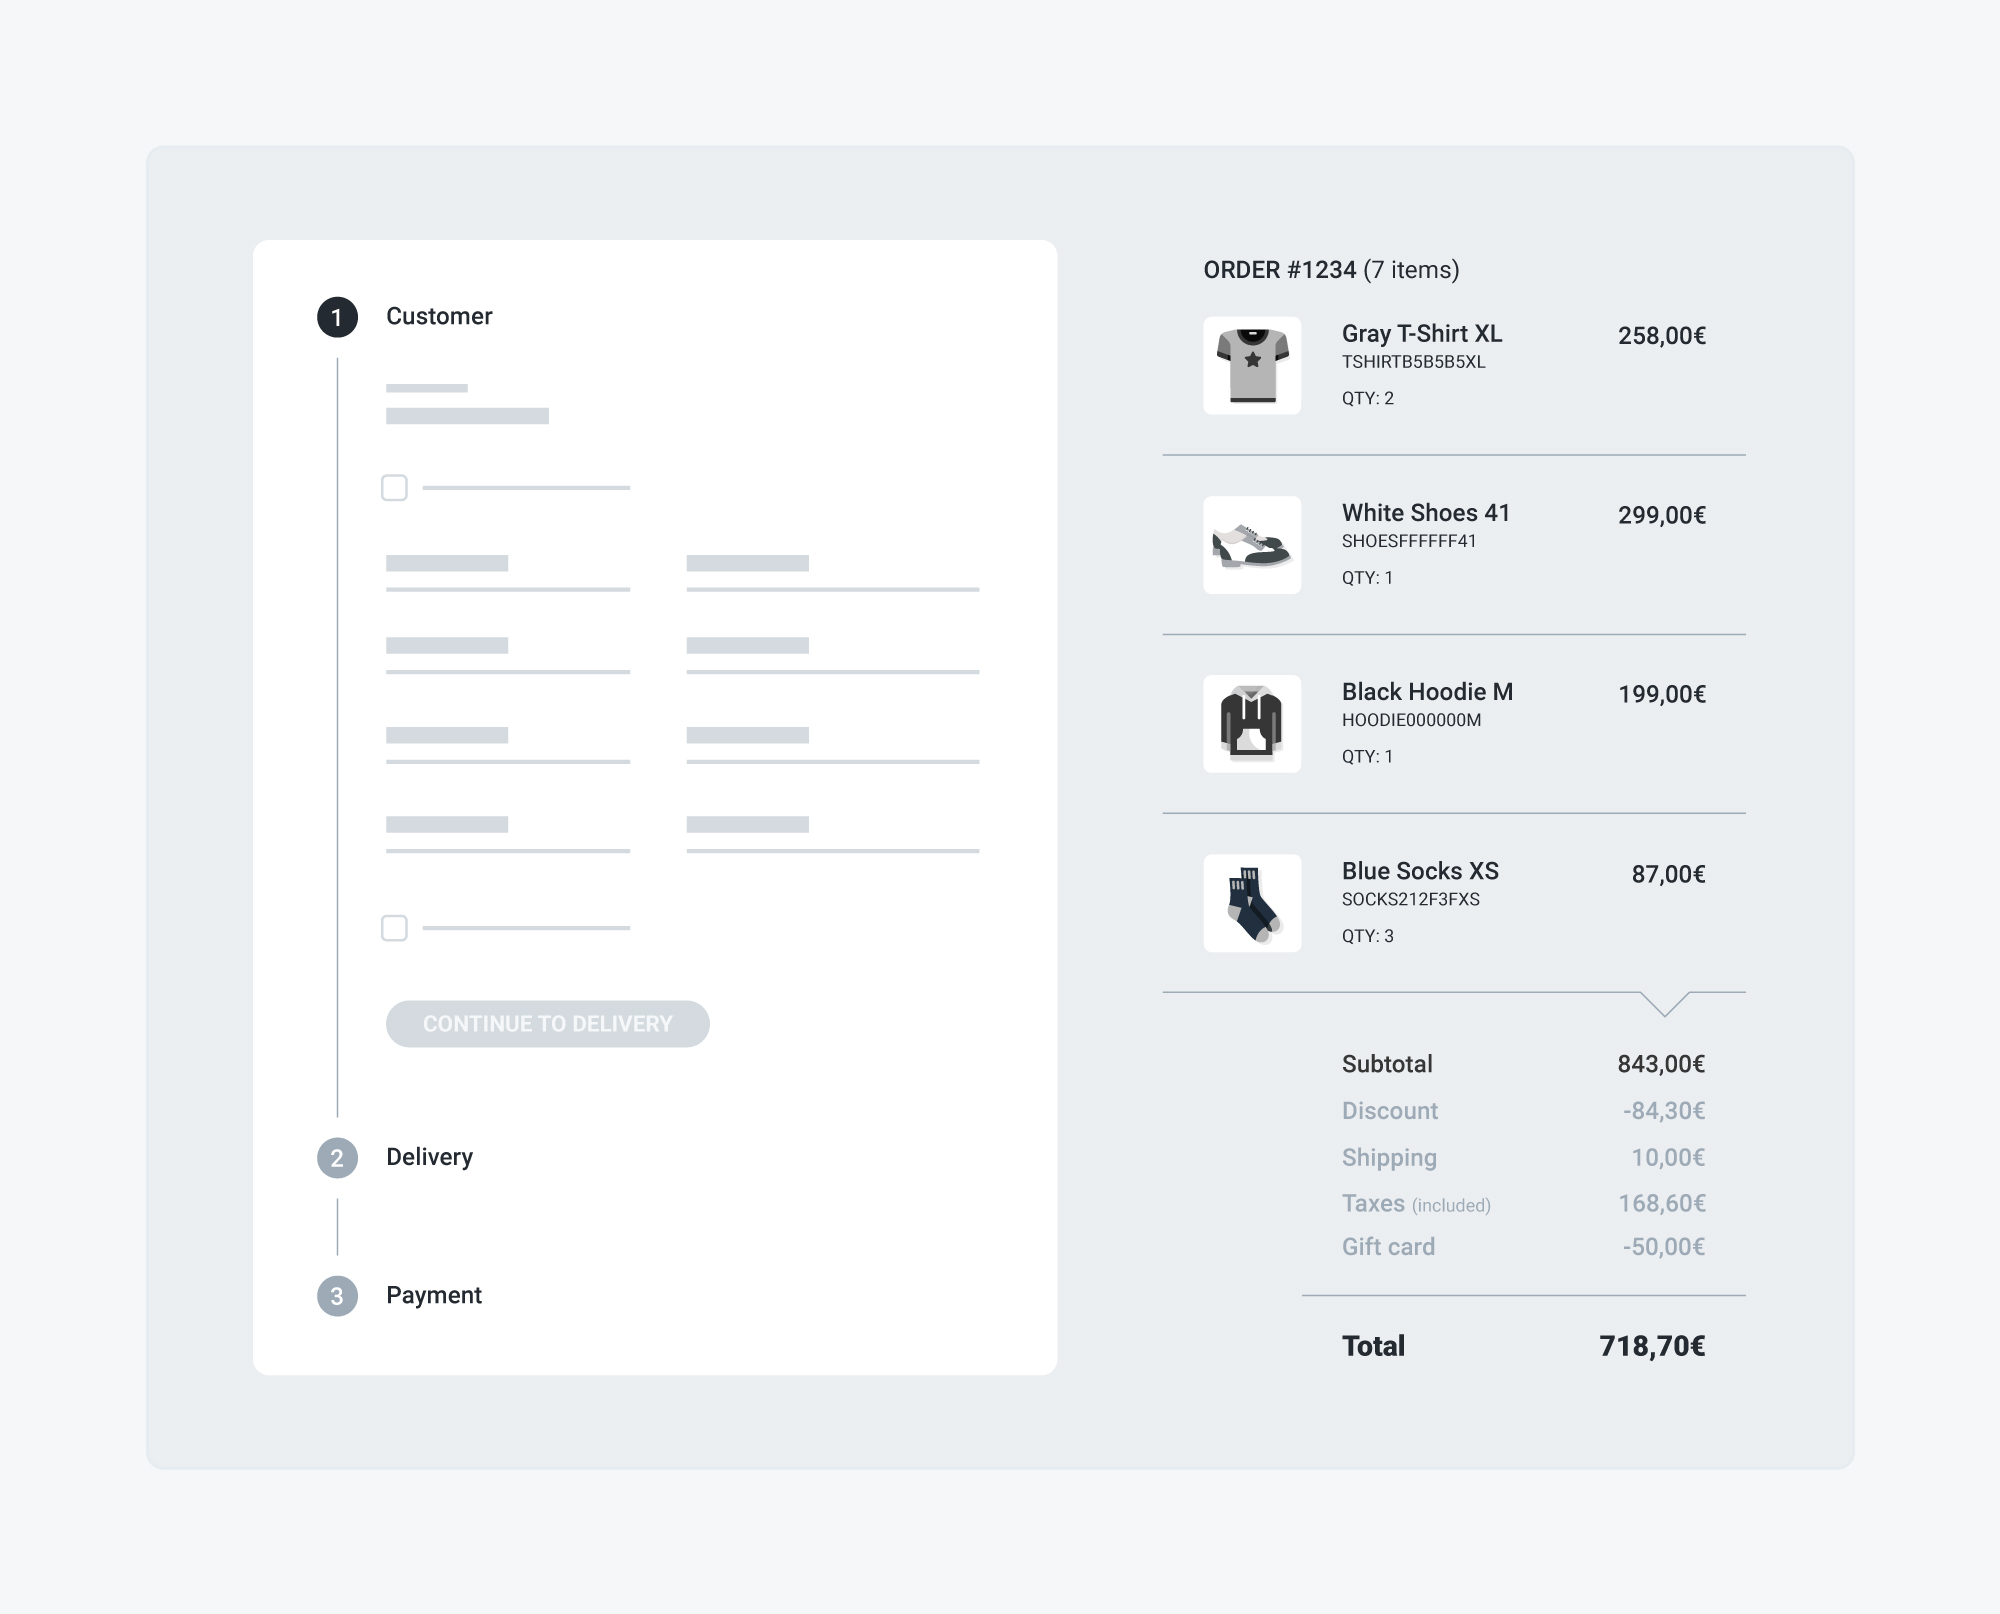 1 Customer
CONTINUE TO DELIVERY
2 Delivery
3 Payment
ORDER #1234 (7 items)
Gray T-Shirt XL 258,00€
TSHIRTB5B5B5XL
QTY: 2
White Shoes 41 299,00€
SHOESFFFFFF41
QTY: 1
Black Hoodie M 199,00€
HOODIE000000M
QTY: 1
Blue Socks XS 87,00€
SOCKS212F3FXS
QTY: 3
Subtotal 843,00€
Discount -84,30€
Shipping 10,00€
Taxes (included) 168,60€
Gift card -50,00€
Total 718,70€